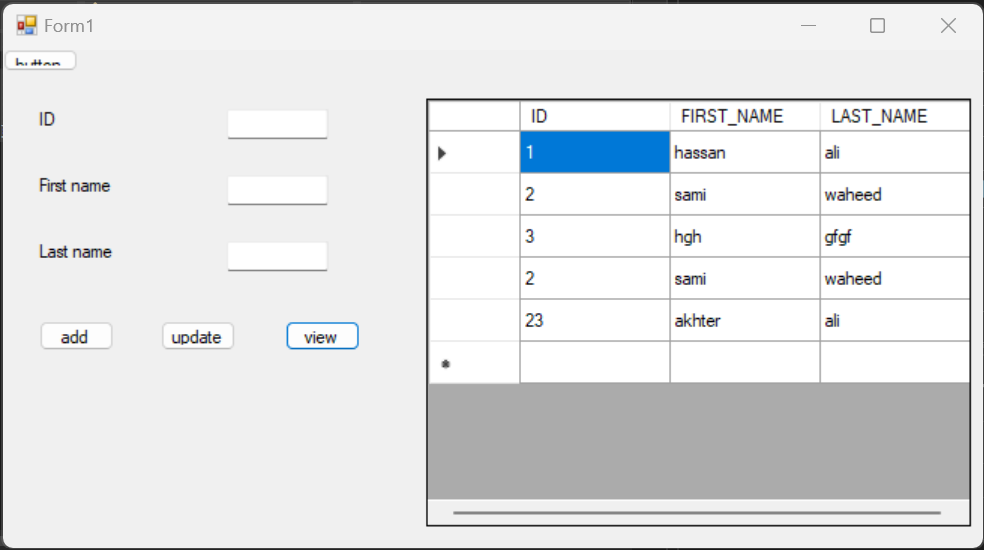 Form1
button
ID
First name
Last name
add update view
ID FIRST_NAME LAST_NAME
1 hassan ali
2 sami waheed
3 hgh gfgf
2 sami waheed
23 akhter ali